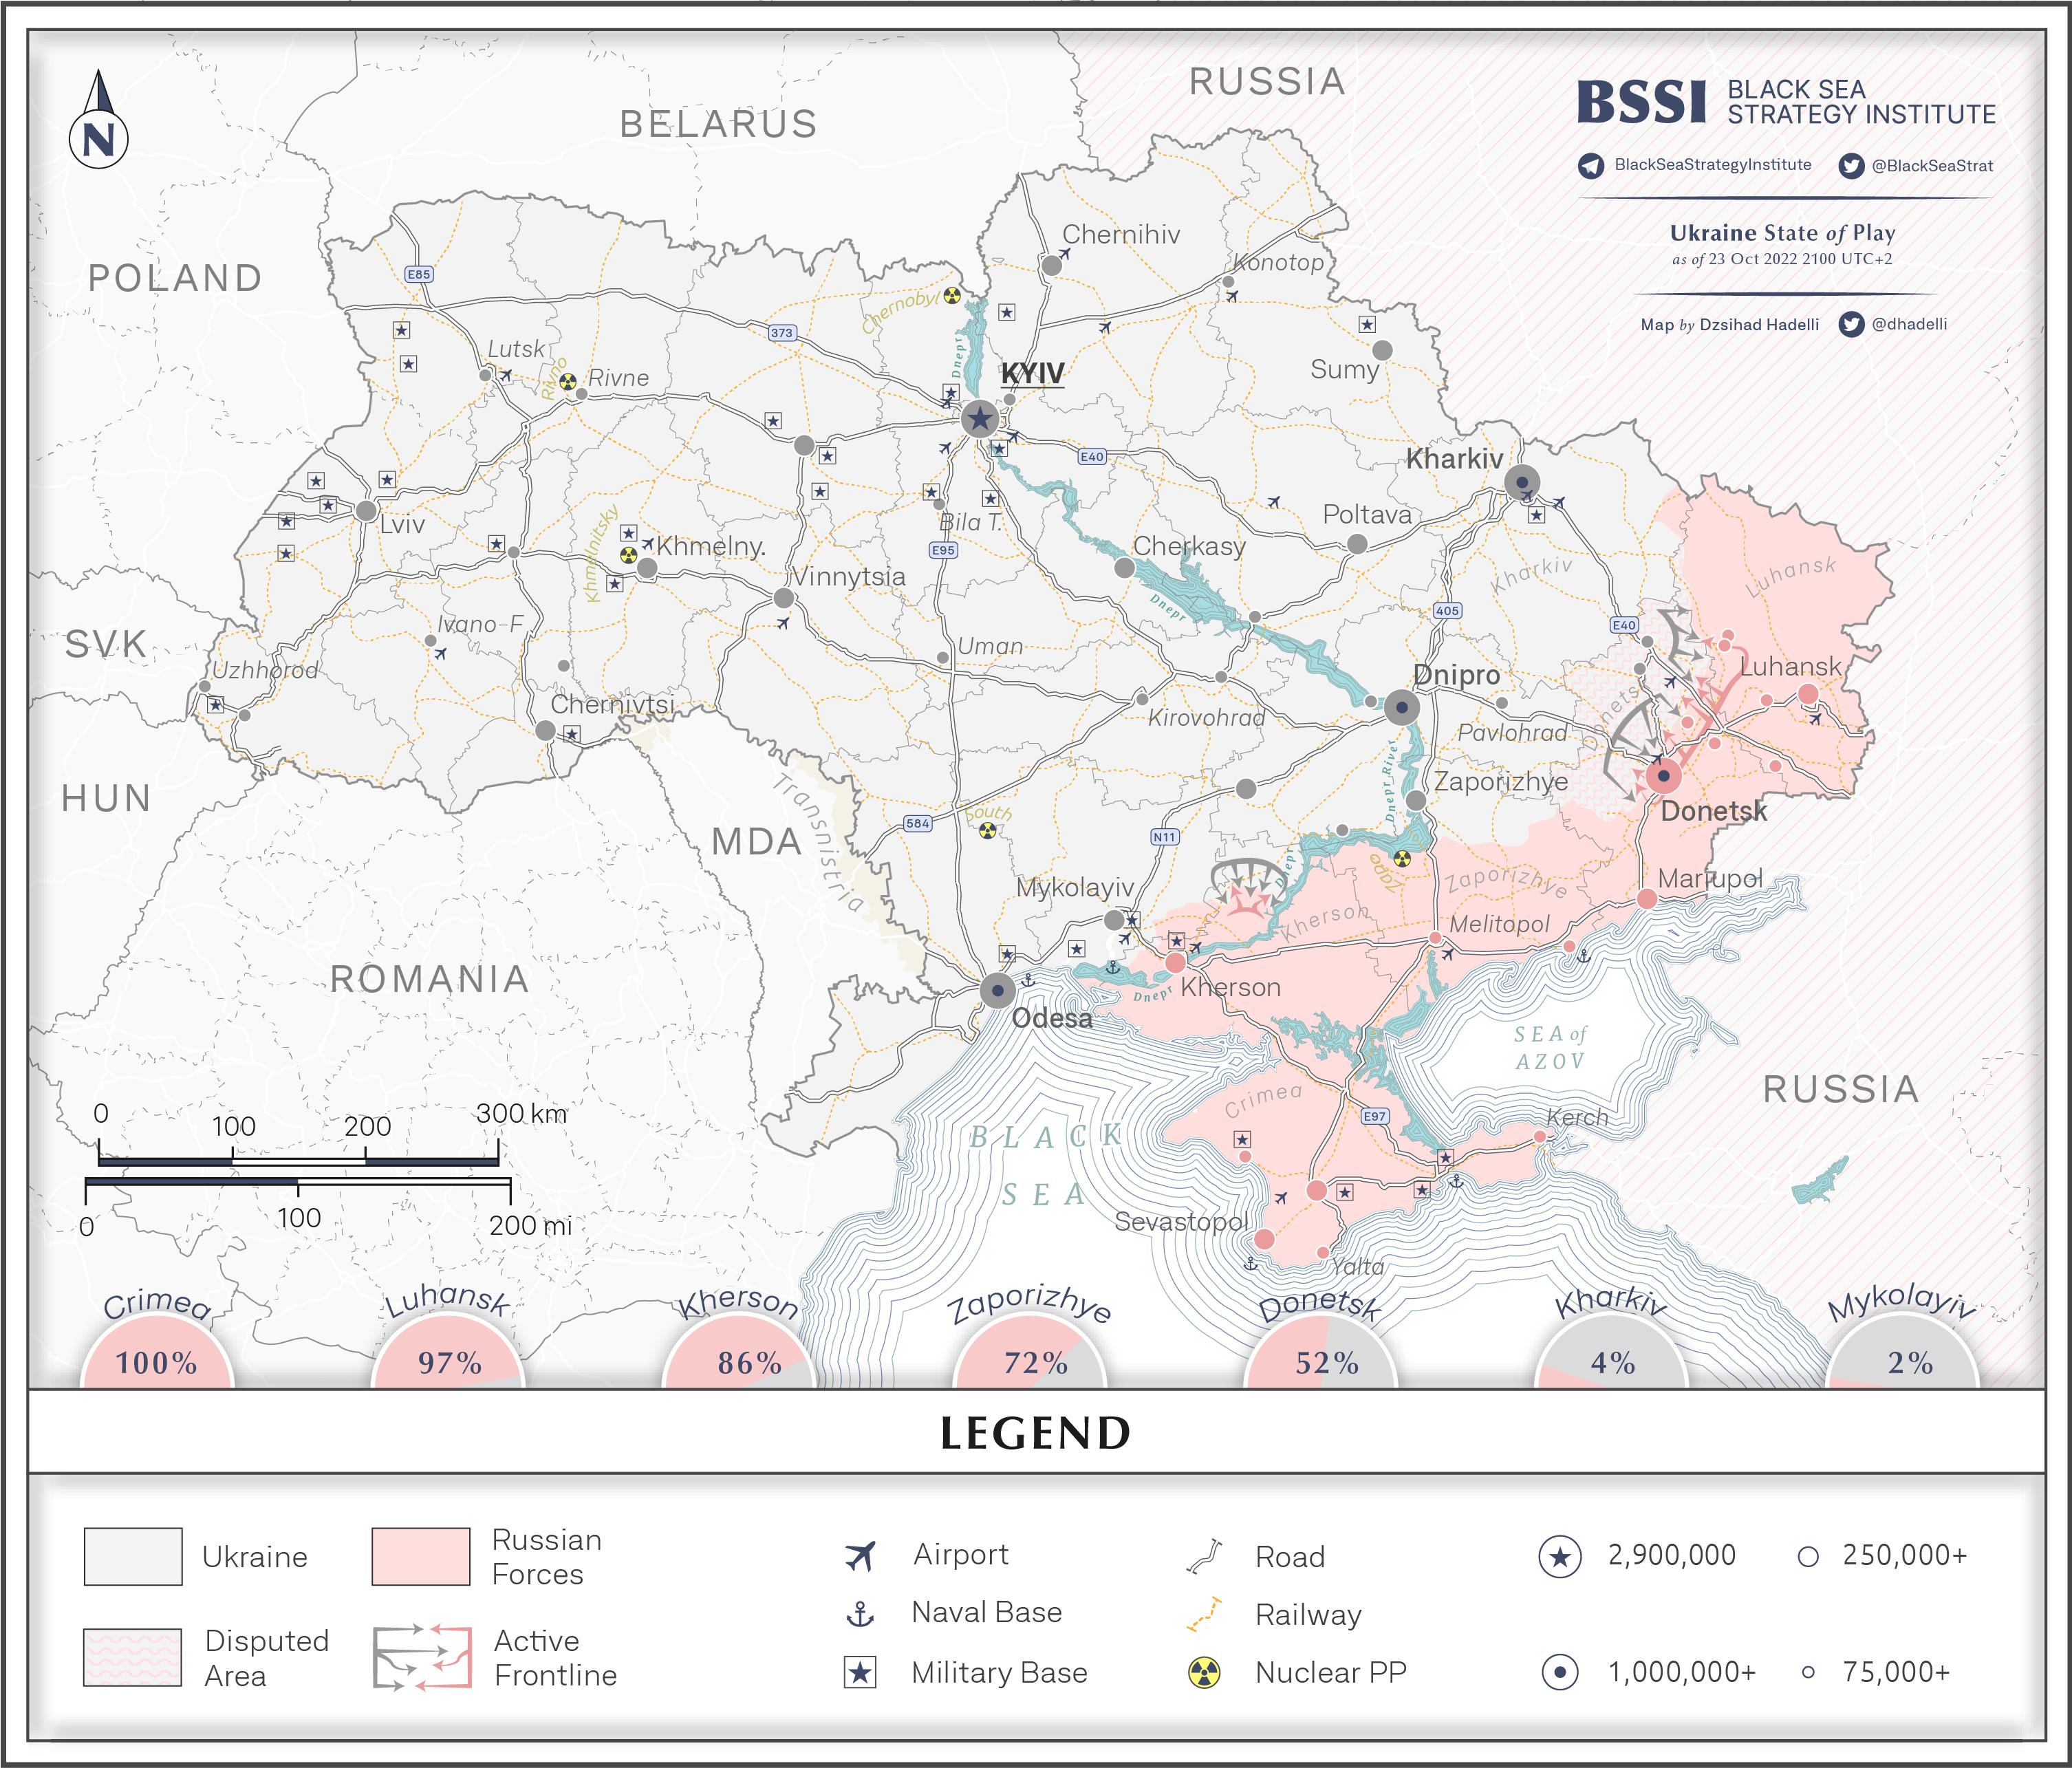 RUSSIA
BELARUS
POLAND
SVK
HUN
ROMANIA
MDA
Transnistria
RUSSIA
N
BSSI BLACK SEA
STRATEGY INSTITUTE
BlackSeaStrategyInstitute @BlackSeaStrat
Ukraine State of Play
as of 23 Oct 2022 2100 UTC+2
Map by Dzsihad Hadelli @dhadelli
Chernihiv
Konotop
E85
Chernobyl
373
Dnepr
Lutsk
Rivno
Rivne
KYIV
Sumy
E40
Kharkiv
Lviv
Bila T.
Poltava
Khmelnitsky
Khmelny.
E95
Cherkasy
Kharkiv
Luhansk
Vinnytsia
Dnepr
405
E40
Ivano-F
Uman
Uzhhorod
Luhansk
Dnipro
Donetsk
Chernivtsi
Kirovohrad
Pavlohrad
Dnepr River
Zaporizhye
Donetsk
584
South
N11
Dnepr
Zapo
Mykolayiv
Zaporizhye
Mariupol
Kherson
Melitopol
Kherson
Dnepr
Odesa
SEA of
AZOV
Crimea
E97
Kerch
BLACK
SEA
Sevastopol
Yalta
0 100 200 300 km
0 100 200 mi
Crimea Luhansk Kherson Zaporizhye Donetsk Kharkiv Mykolayiv
100% 97% 86% 72% 52% 4% 2%
LEGEND
Ukraine
Russian
Forces
Disputed
Area
Active
Frontline
Airport
Naval Base
Military Base
Road
Railway
Nuclear PP
2,900,000
1,000,000+
250,000+
75,000+